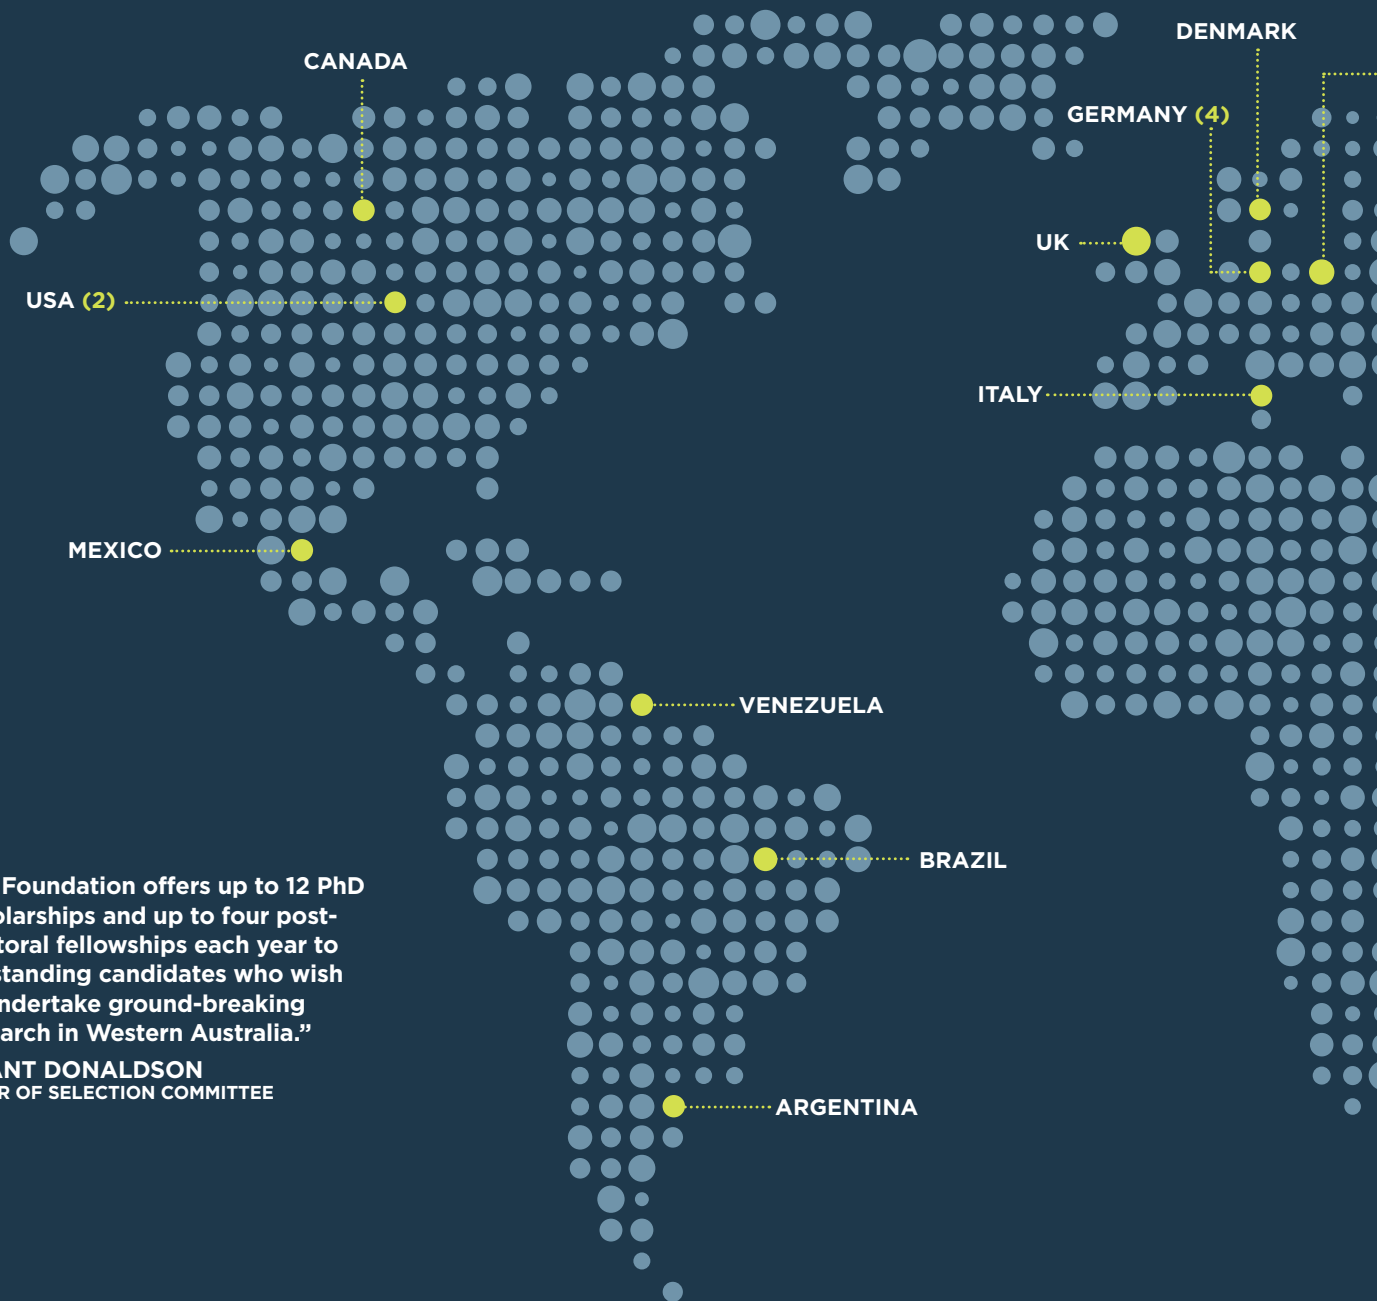 DENMARK
CANADA
GERMANY (4)
UK
USA (2)
ITALY
MEXICO
VENEZUELA
BRAZIL
Foundation offers up to 12 PhD
olarships and up to four post-
toral fellowships each year to
standing candidates who wish
ndertake ground-breaking
arch in Western Australia.”
ANT DONALDSON
R OF SELECTION COMMITTEE
ARGENTINA